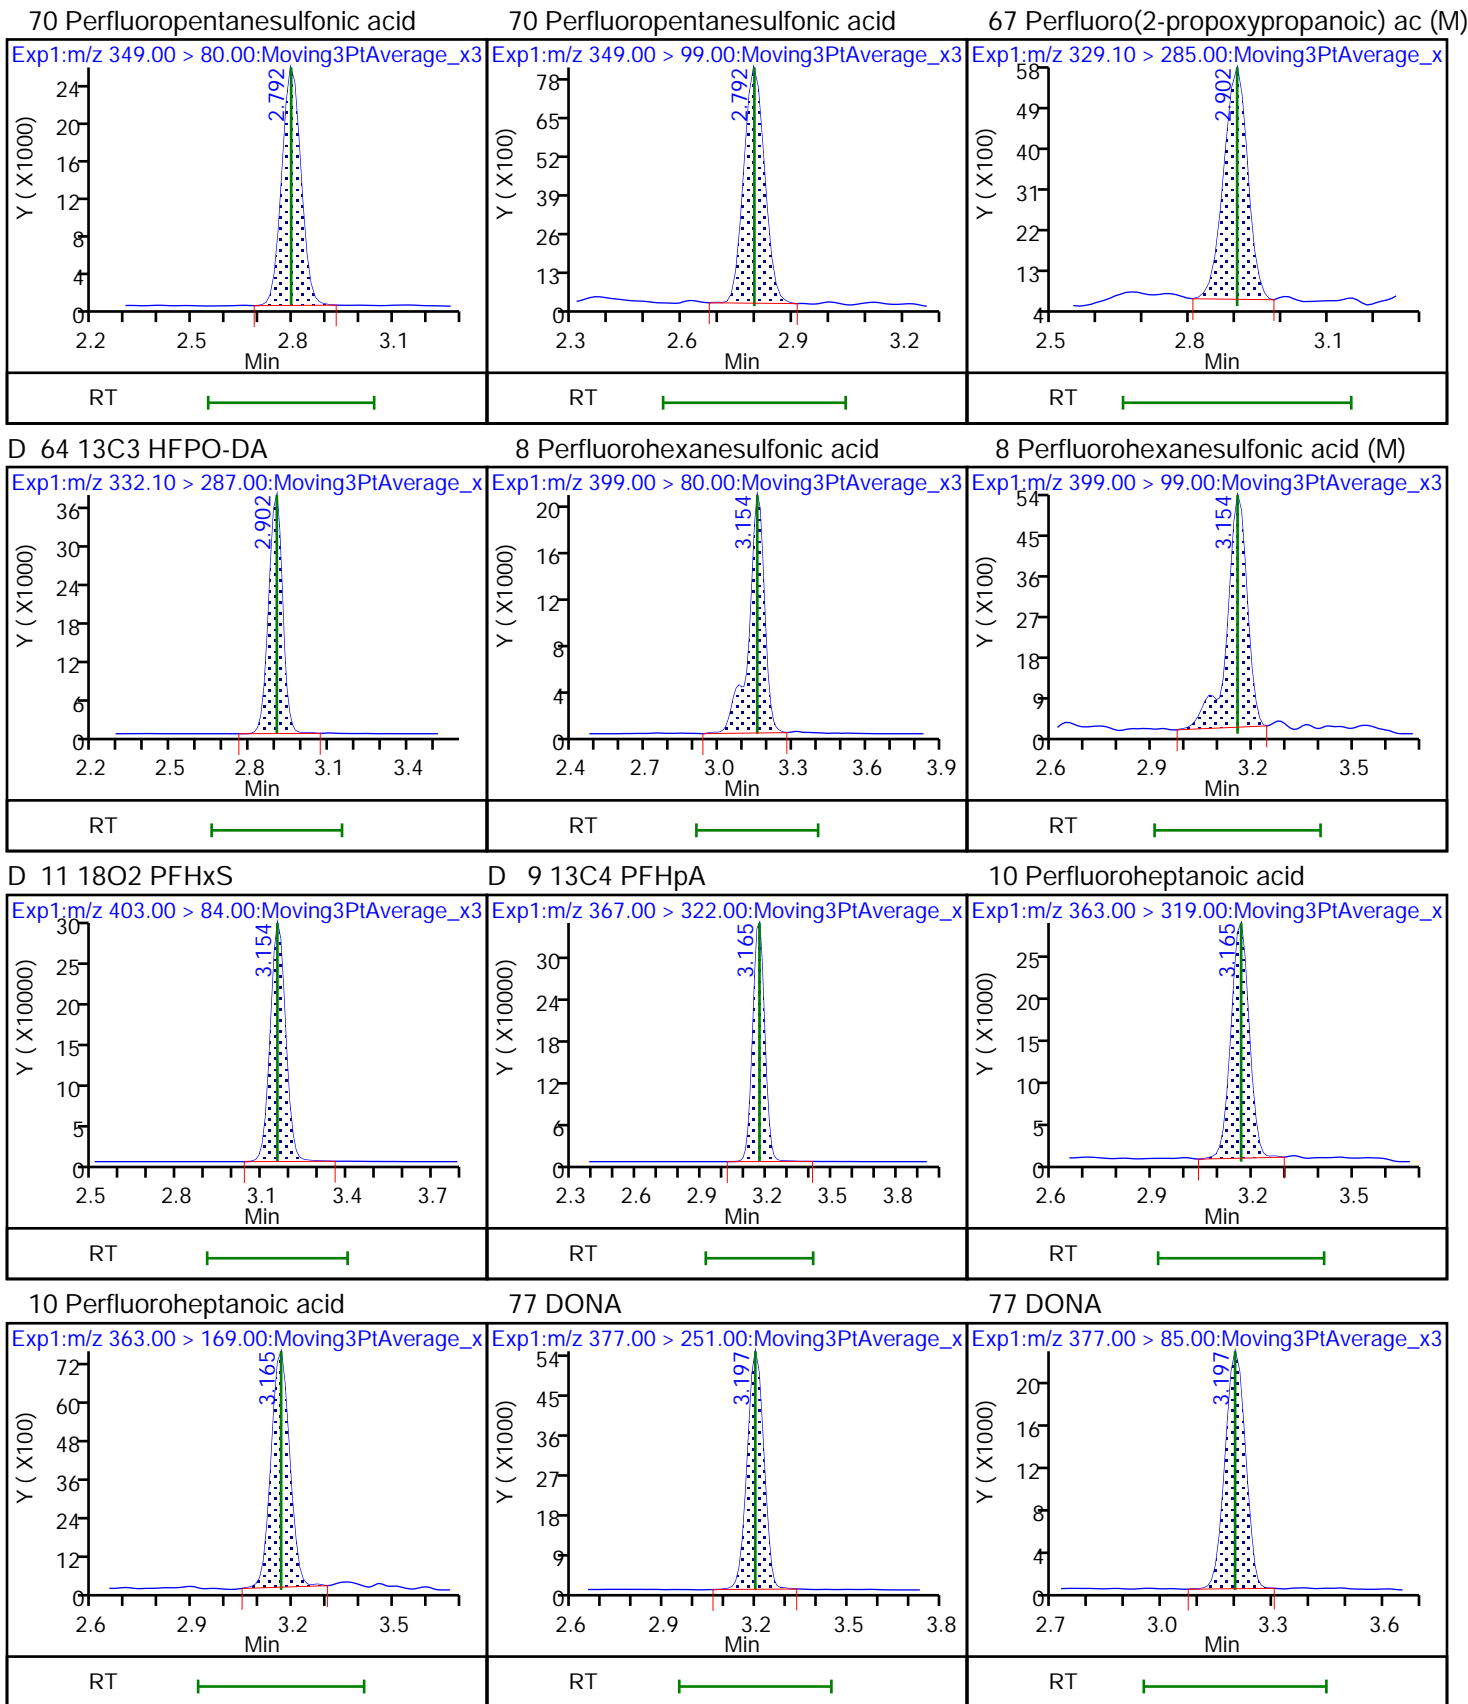 70 Perfluoropentanesulfonic acid
Exp1:m/z 349.00 > 80.00:Moving3PtAverage_x3
2.792
Y ( X1000)
24
20
16
12
8
4
0
2.2 2.5 2.8 3.1
Min
RT
70 Perfluoropentanesulfonic acid
Exp1:m/z 349.00 > 99.00:Moving3PtAverage_x3
2.792
Y ( X100)
78
65
52
39
26
13
0
2.3 2.6 2.9 3.2
Min
RT
67 Perfluoro(2-propoxypropanoic) ac (M)
Exp1:m/z 329.10 > 285.00:Moving3PtAverage_x
2.902
Y ( X100)
58
49
40
31
22
13
4
2.5 2.8 3.1
Min
RT
D 64 13C3 HFPO-DA
Exp1:m/z 332.10 > 287.00:Moving3PtAverage_x
2.902
Y ( X1000)
36
30
24
18
12
6
0
2.2 2.5 2.8 3.1 3.4
Min
RT
8 Perfluorohexanesulfonic acid
Exp1:m/z 399.00 > 80.00:Moving3PtAverage_x3
3.154
Y ( X1000)
20
16
12
8
4
0
2.4 2.7 3.0 3.3 3.6 3.9
Min
RT
8 Perfluorohexanesulfonic acid (M)
Exp1:m/z 399.00 > 99.00:Moving3PtAverage_x3
3.154
Y ( X100)
54
45
36
27
18
9
0
2.6 2.9 3.2 3.5
Min
RT
D 11 18O2 PFHxS
Exp1:m/z 403.00 > 84.00:Moving3PtAverage_x3
3.154
Y ( X10000)
30
25
20
15
10
5
0
2.5 2.8 3.1 3.4 3.7
Min
RT
D 9 13C4 PFHpA
Exp1:m/z 367.00 > 322.00:Moving3PtAverage_x
3.165
Y ( X10000)
30
24
18
12
6
0
2.3 2.6 2.9 3.2 3.5 3.8
Min
RT
10 Perfluoroheptanoic acid
Exp1:m/z 363.00 > 319.00:Moving3PtAverage_x
3.165
Y ( X1000)
25
20
15
10
5
0
2.6 2.9 3.2 3.5
Min
RT
10 Perfluoroheptanoic acid
Exp1:m/z 363.00 > 169.00:Moving3PtAverage_x
3.165
Y ( X100)
72
60
48
36
24
12
0
2.6 2.9 3.2 3.5
Min
RT
77 DONA
Exp1:m/z 377.00 > 251.00:Moving3PtAverage_x
3.197
Y ( X1000)
54
45
36
27
18
9
0
2.6 2.9 3.2 3.5 3.8
Min
RT
77 DONA
Exp1:m/z 377.00 > 85.00:Moving3PtAverage_x3
3.197
Y ( X1000)
20
16
12
8
4
0
2.7 3.0 3.3 3.6
Min
RT